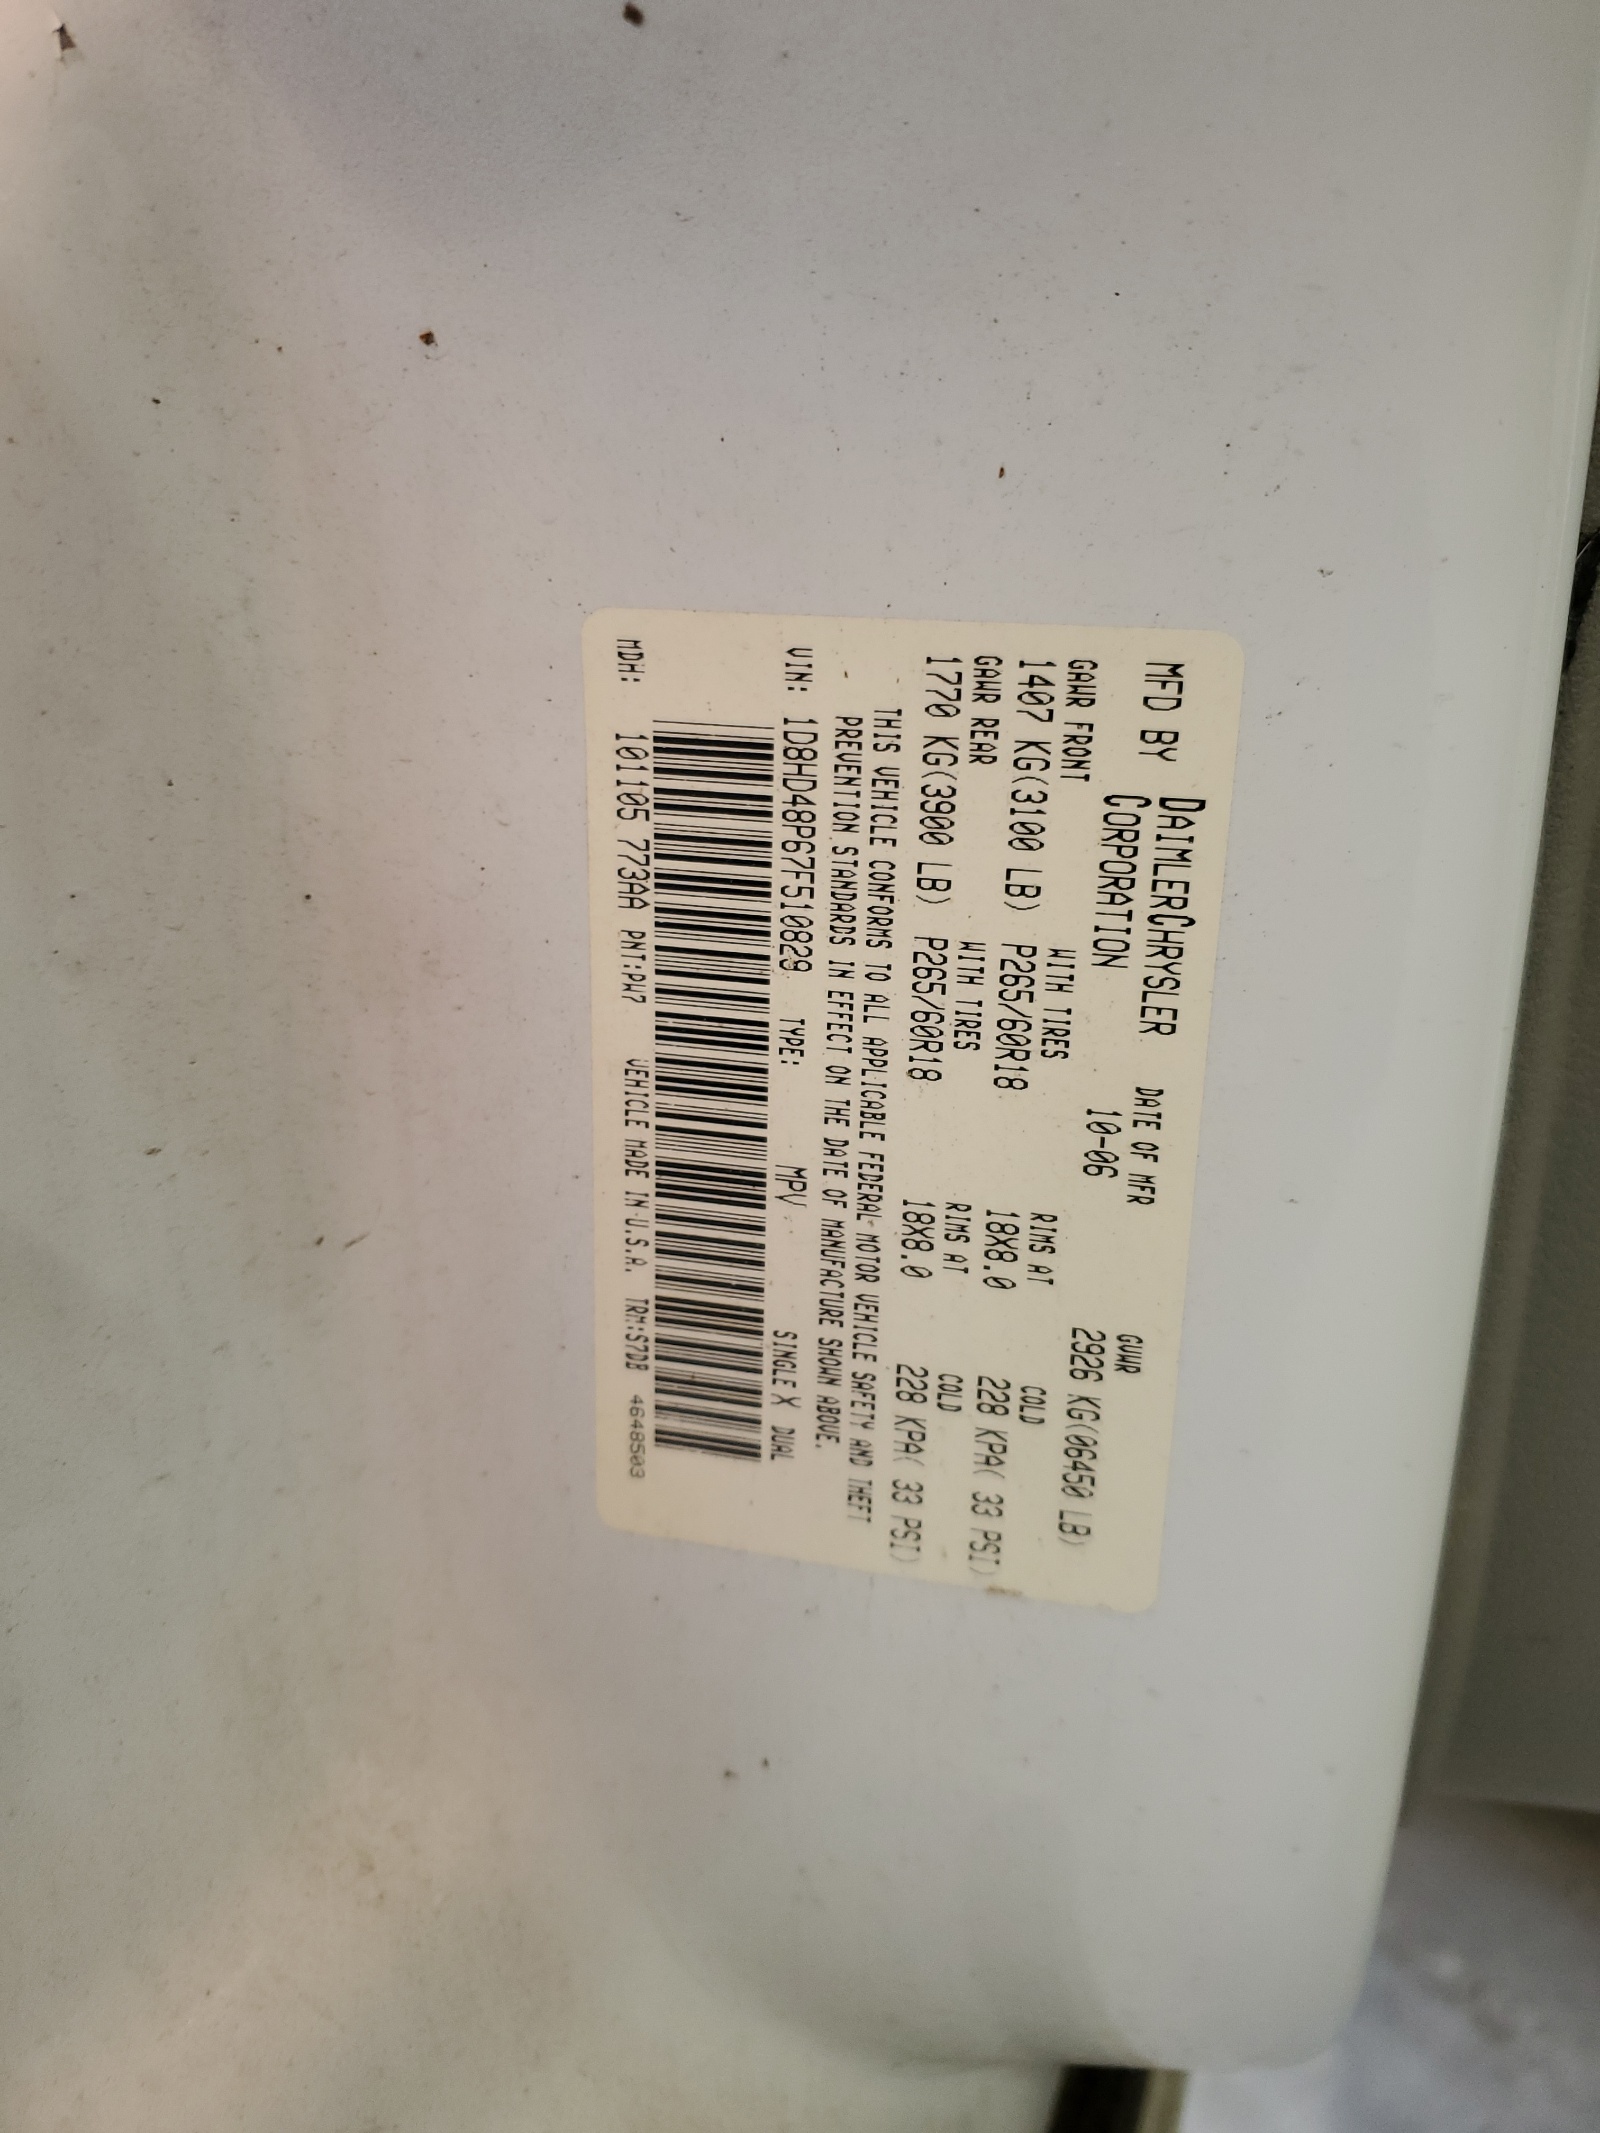 MFD BY DAIMLERCHRYSLER CORPORATION DATE OF MFR 10-06 GVWR 2926 KG(06450 LB)
GAWR FRONT WITH TIRES RIMS AT COLD
1407 KG(3100 LB) P265/60R18 18X8.0 228 KPA( 33 PSI)
GAWR REAR WITH TIRES RIMS AT COLD
1770 KG(3900 LB) P265/60R18 18X8.0 228 KPA( 33 PSI)
THIS VEHICLE CONFORMS TO ALL APPLICABLE FEDERAL MOTOR VEHICLE SAFETY AND THEFT
PREVENTION STANDARDS IN EFFECT ON THE DATE OF MANUFACTURE SHOWN ABOVE.
VIN: 1D8HD48P67F510829 TYPE: MPV SINGLE X DUAL
MDH: 101105 773AA PNT:PW7 VEHICLE MADE IN U.S.A. TRM:S7DB 4648503